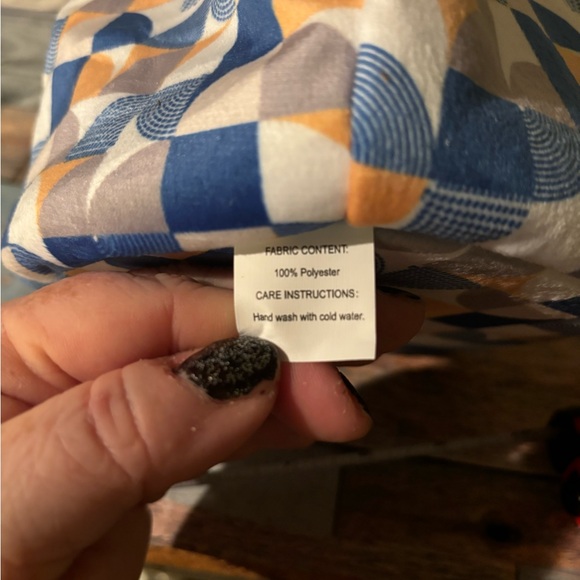 FABRIC CONTENT:
100% Polyester
CARE INSTRUCTIONS:
Hand wash with cold water.